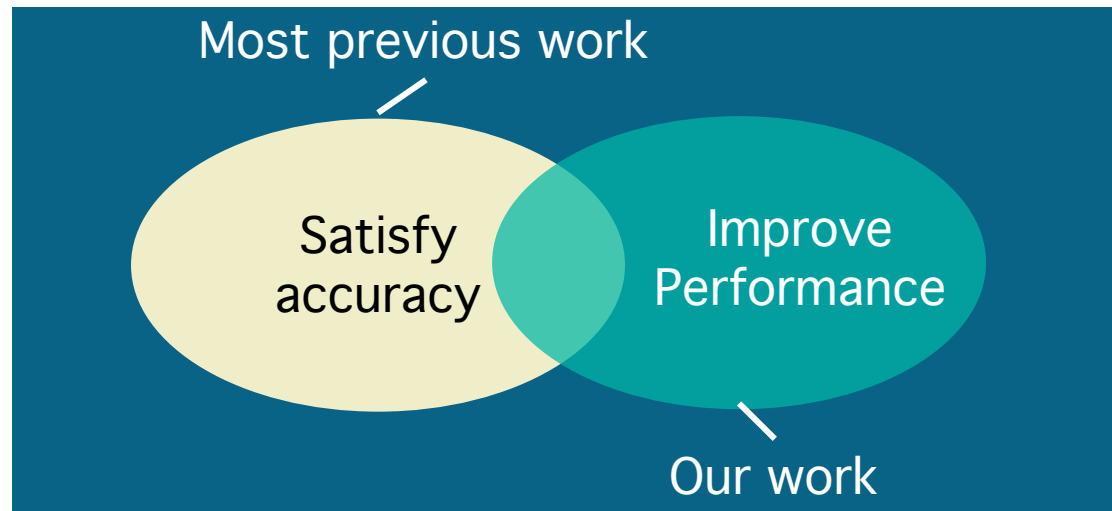 Most previous work
Satisfy
accuracy
Improve
Performance
Our work